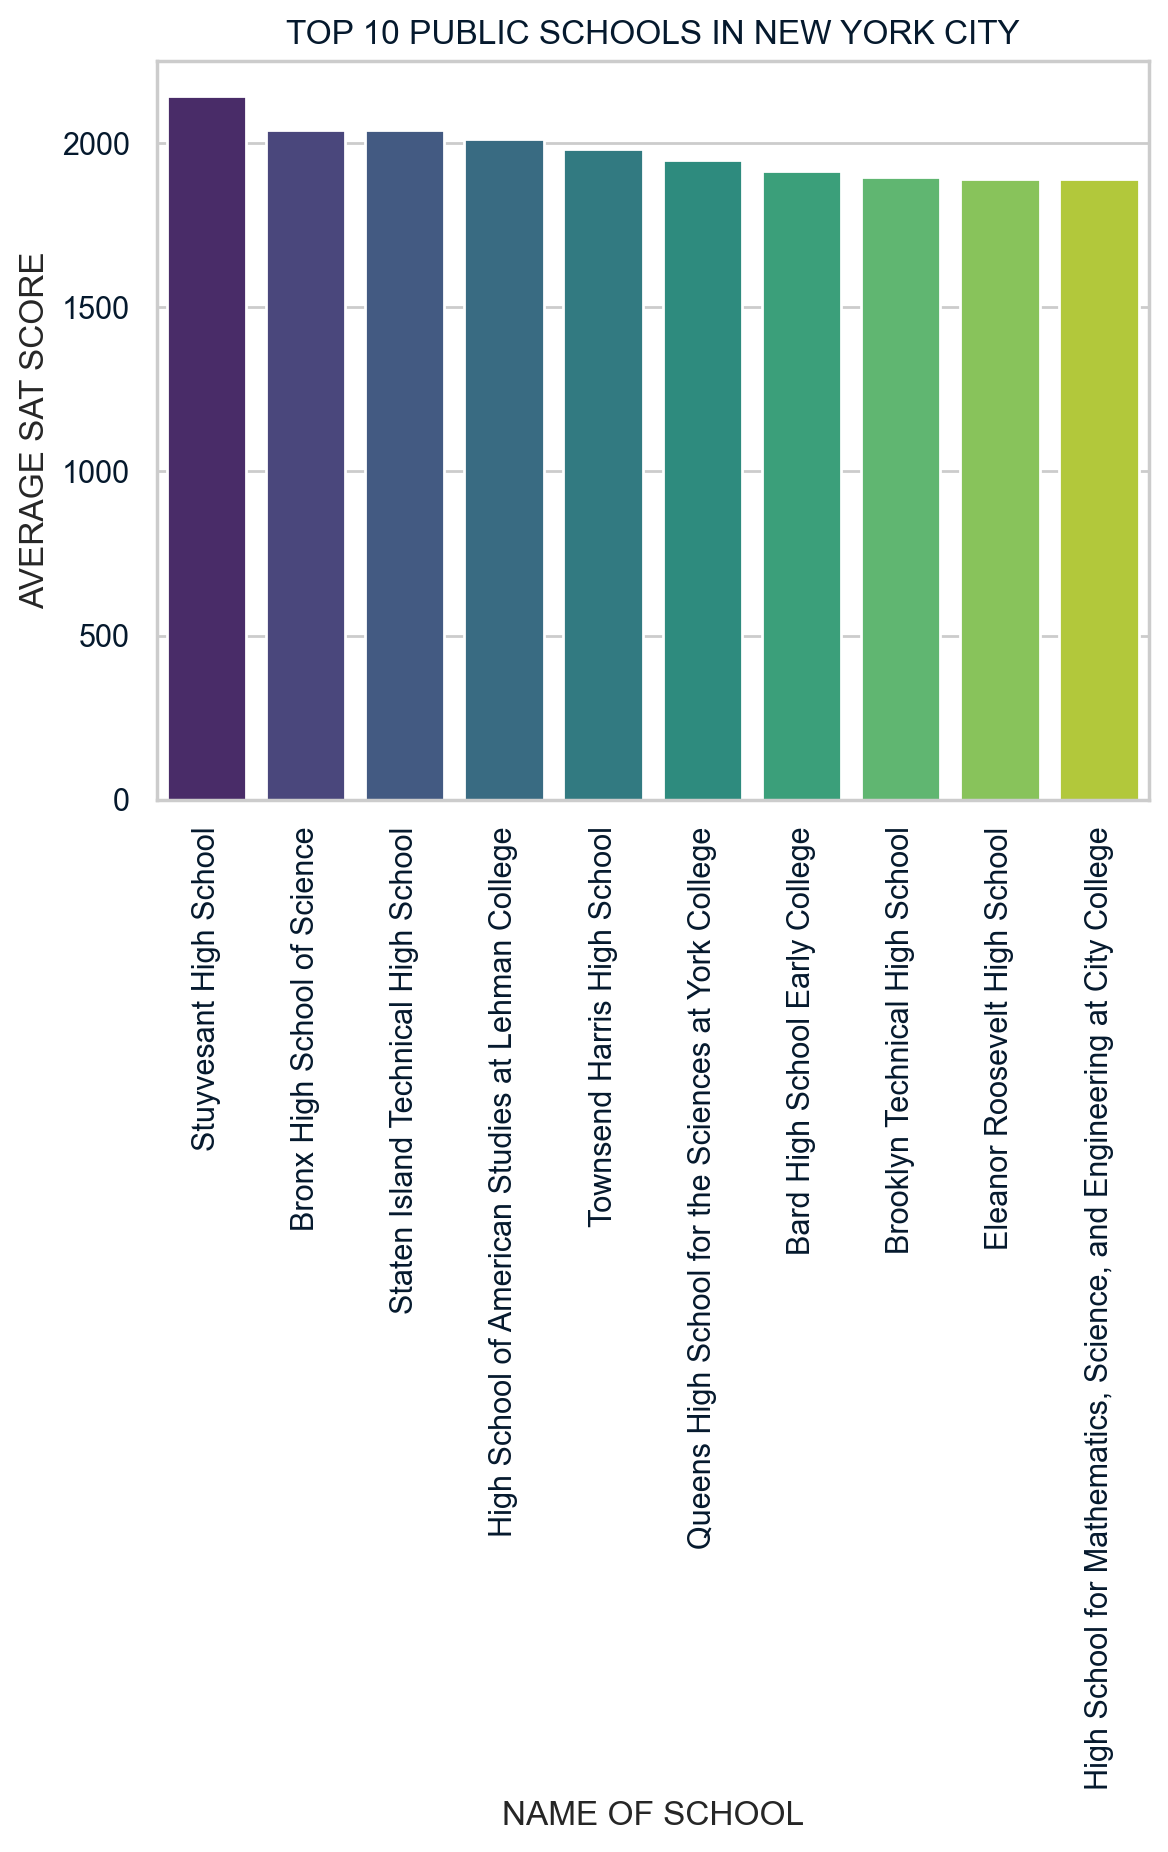 TOP 10 PUBLIC SCHOOLS IN NEW YORK CITY
AVERAGE SAT SCORE
2000
1500
1000
500
0
Stuyvesant High School
Bronx High School of Science
Staten Island Technical High School
High School of American Studies at Lehman College
Townsend Harris High School
Queens High School for the Sciences at York College
Bard High School Early College
Brooklyn Technical High School
Eleanor Roosevelt High School
High School for Mathematics, Science, and Engineering at City College
NAME OF SCHOOL